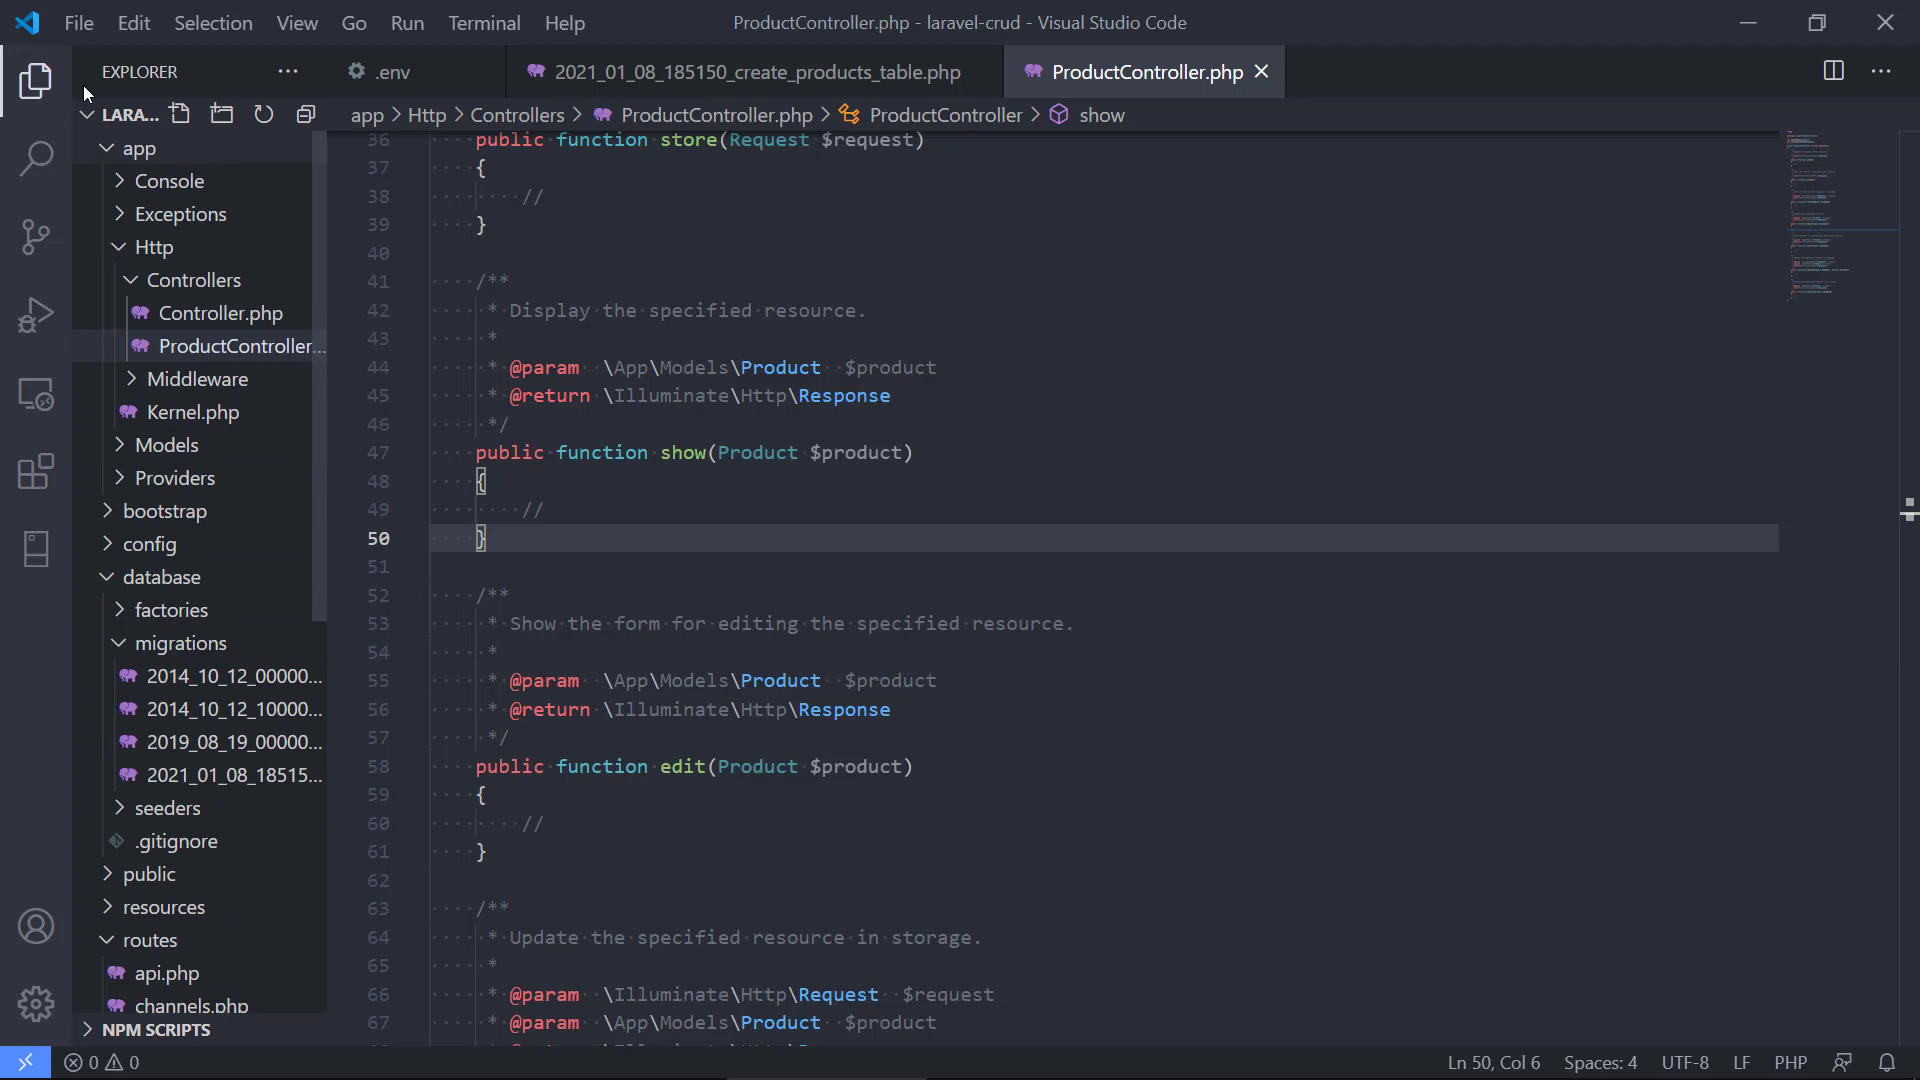 File Edit Selection View Go Run Terminal Help
ProductController.php - laravel-crud - Visual Studio Code
EXPLORER
.env
2021_01_08_185150_create_products_table.php
ProductController.php
LARA...
app > Http > Controllers > ProductController.php > ProductController > show
app
Console
Exceptions
Http
Controllers
Controller.php
ProductController...
Middleware
Kernel.php
Models
Providers
bootstrap
config
database
factories
migrations
2014_10_12_00000...
2014_10_12_10000...
2019_08_19_00000...
2021_01_08_18515...
seeders
.gitignore
public
resources
routes
api.php
channels.php
NPM SCRIPTS
36 public function store(Request $request)
37 {
38 //
39 }
40
41 /**
42 * Display the specified resource.
43 *
44 * @param \App\Models\Product $product
45 * @return \Illuminate\Http\Response
46 */
47 public function show(Product $product)
48 {
49 //
50 }
51
52 /**
53 * Show the form for editing the specified resource.
54 *
55 * @param \App\Models\Product $product
56 * @return \Illuminate\Http\Response
57 */
58 public function edit(Product $product)
59 {
60 //
61 }
62
63 /**
64 * Update the specified resource in storage.
65 *
66 * @param \Illuminate\Http\Request $request
67 * @param \App\Models\Product $product
0 0
Ln 50, Col 6 Spaces: 4 UTF-8 LF PHP